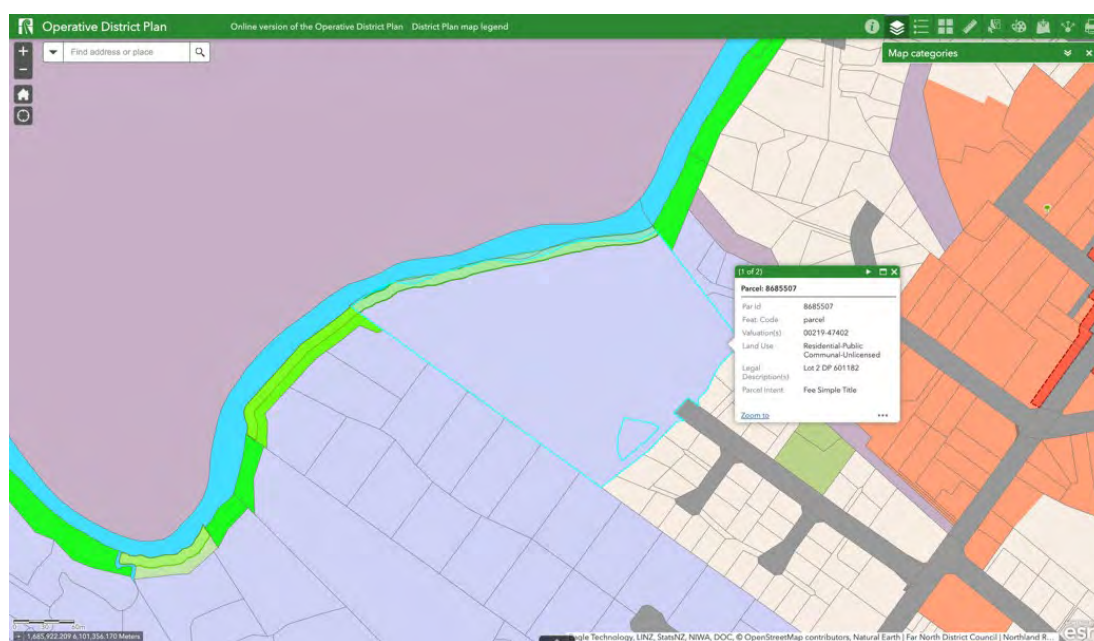 Operative District Plan
Online version of the Operative District Plan District Plan map legend
Find address or place
Map categories
(1 of 2)
Parcel: 8685507
Par Id 8685507
Feat. Code parcel
Valuation(s) 00219-47402
Land Use Residential-Public
Communal-Unlicensed
Legal Lot 2 DP 601182
Description(s)
Parcel Intent Fee Simple Title
Zoom to
1,685,922.209 6,101,356.170 Meters
Technology, LINZ, StatsNZ, NIWA, DOC, © OpenStreetMap contributors, Natural Earth | Far North District Council | Northland R...
esri